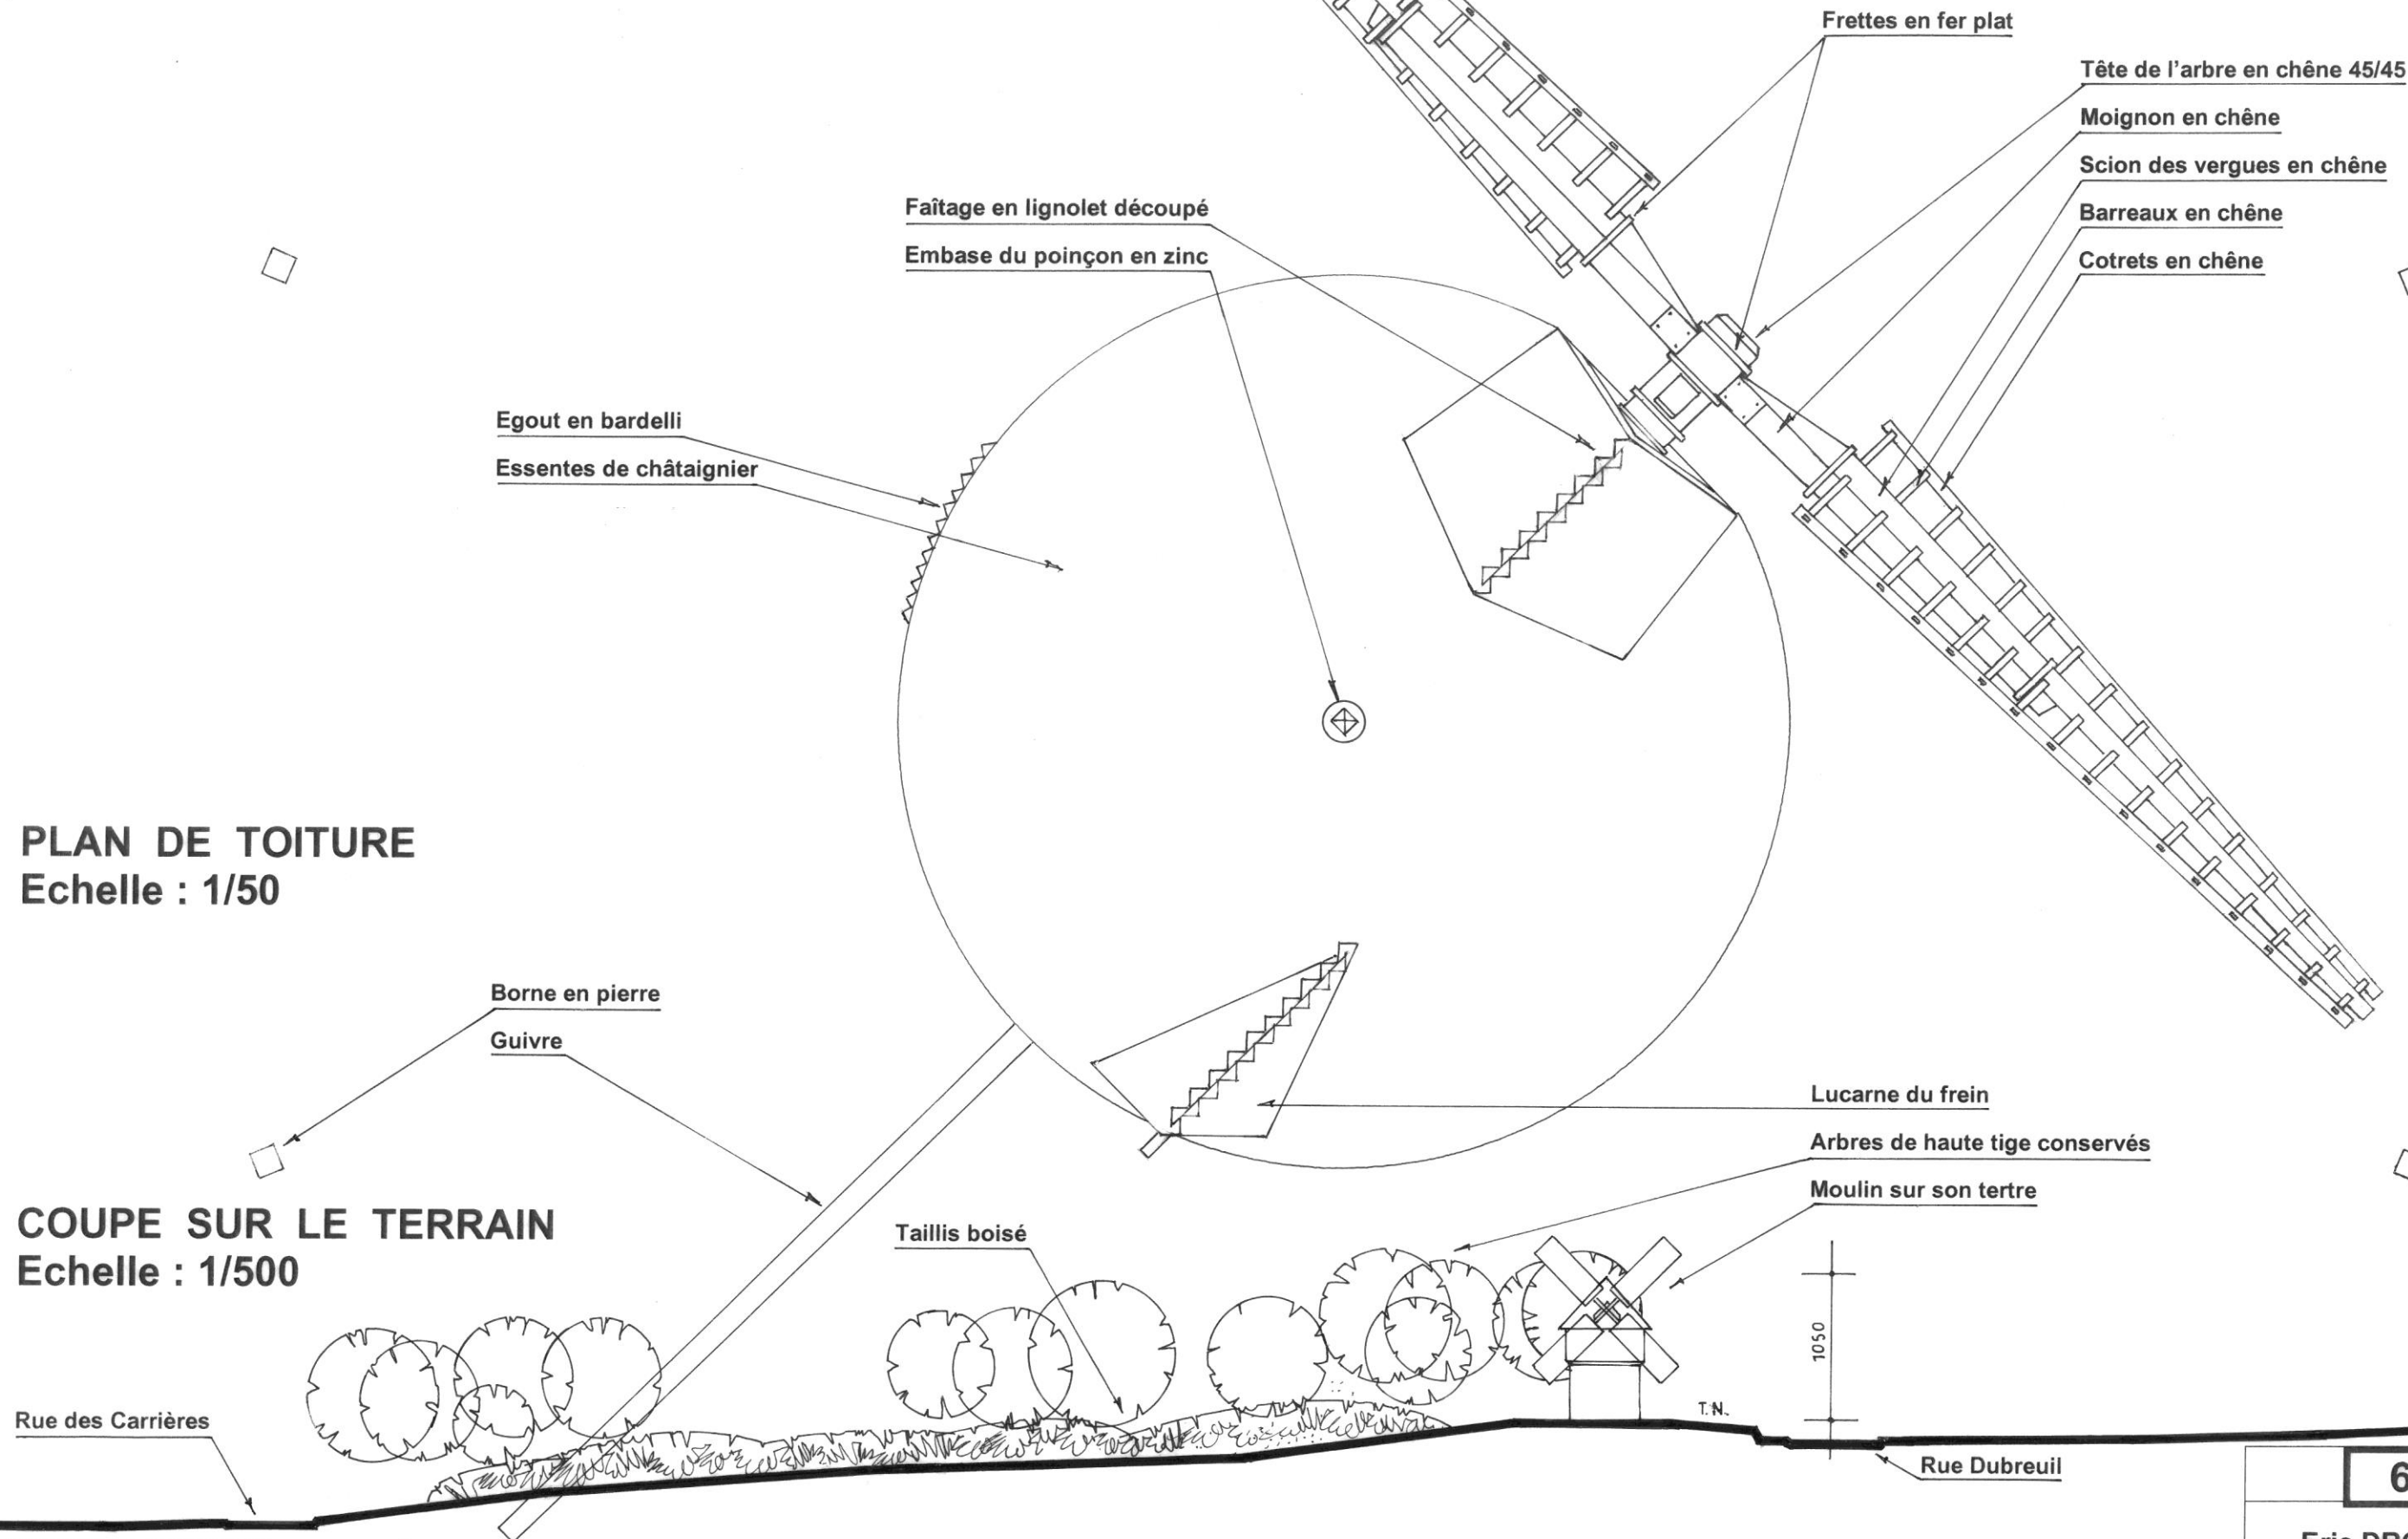 Frettes en fer plat
Tête de l'arbre en chêne 45/45
Moignon en chêne
Scion des vergues en chêne
Barreaux en chêne
Cotrets en chêne
Faîtage en lignolet découpé
Embase du poinçon en zinc
Egout en bardelli
Essentes de châtaignier
PLAN DE TOITURE
Echelle : 1/50
Borne en pierre
Guivre
Lucarne du frein
Arbres de haute tige conservés
Moulin sur son tertre
COUPE SUR LE TERRAIN
Echelle : 1/500
Taillis boisé
1050
T.N.
Rue des Carrières
Rue Dubreuil
6